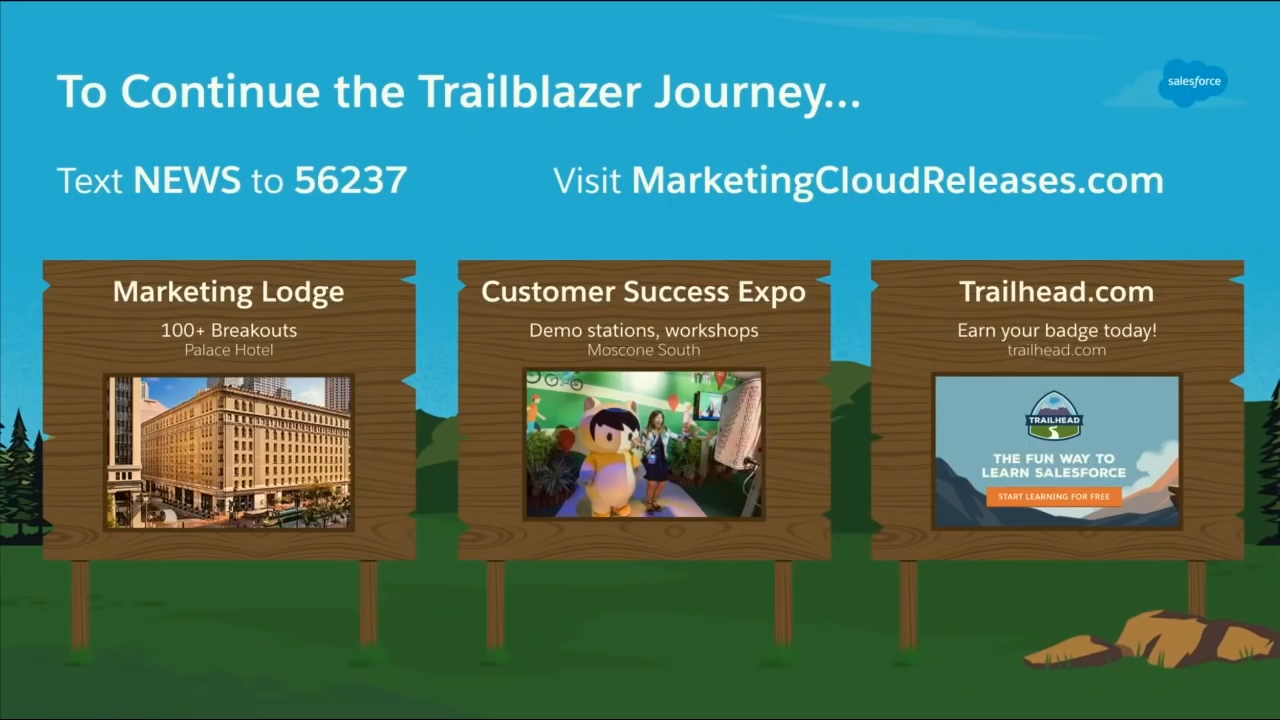 To Continue the Trailblazer Journey...
salesforce
Text NEWS to 56237
Visit MarketingCloudReleases.com
Marketing Lodge
100+ Breakouts
Palace Hotel
Customer Success Expo
Demo stations, workshops
Moscone South
Trailhead.com
Earn your badge today!
trailhead.com
TRAILHEAD
THE FUN WAY TO
LEARN SALESFORCE
START LEARNING FOR FREE